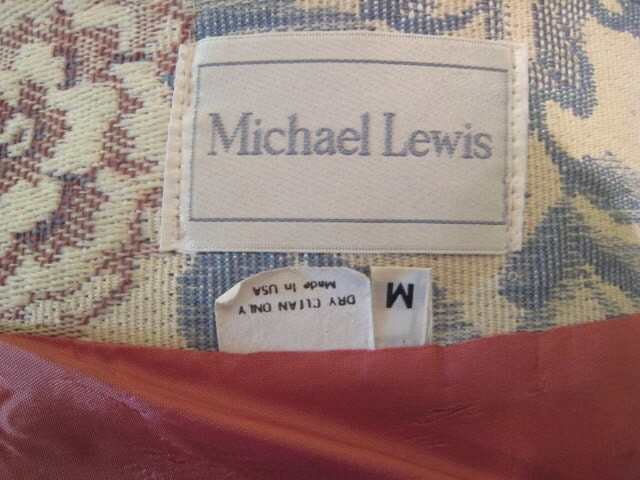 Michael Lewis
DRY CLEAN ONLY
Made in USA
M